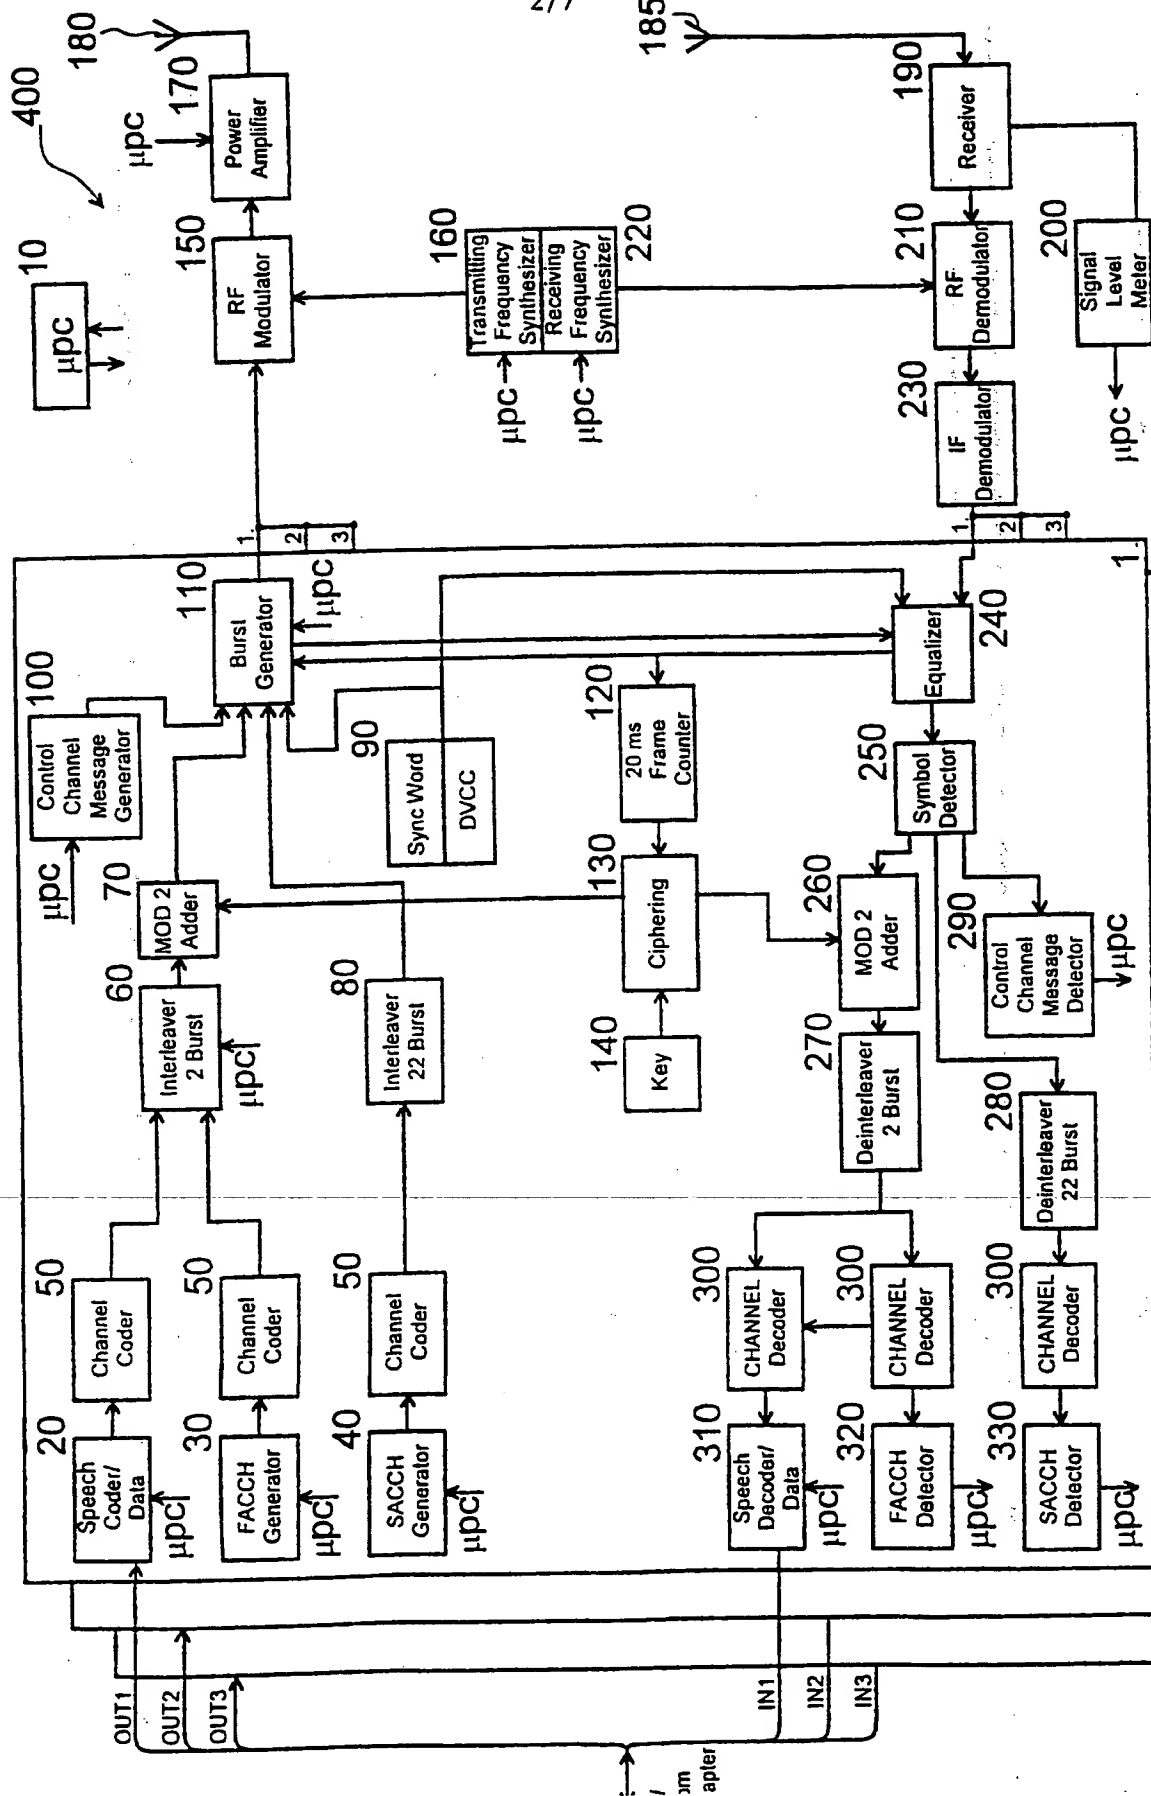 2/7
400
10
μpc
180
170
μpc
Power
Amplifier
150
RF
Modulator
160
Transmitting
Frequency
Synthesizer
Receiving
Frequency
Synthesizer
220
μpc
μpc
185
190
Receiver
210
RF
Demodulator
200
Signal
Level
Meter
μpc
230
IF
Demodulator
1.
2
3
1.
2
3
1.
100
Control
Channel
Message
Generator
μpc
110
Burst
Generator
μpc
90
Sync Word
DVCC
70
MOD 2
Adder
60
Interleaver
2 Burst
μpc
80
Interleaver
22 Burst
120
20 ms
Frame
Counter
130
Ciphering
140
Key
240
Equalizer
250
Symbol
Detector
260
MOD 2
Adder
290
Control
Channel
Message
Detector
μpc
270
Deinterleaver
2 Burst
280
Deinterleaver
22 Burst
50
Channel
Coder
50
Channel
Coder
50
Channel
Coder
20
Speech
Coder/
Data
μpc
30
FACCH
Generator
μpc
40
SACCH
Generator
μpc
300
CHANNEL
Decoder
300
CHANNEL
Decoder
300
CHANNEL
Decoder
310
Speech
Decoder/
Data
μpc
320
FACCH
Detector
μpc
330
SACCH
Detector
μpc
OUT1
OUT2
OUT3
IN1
IN2
IN3
apter